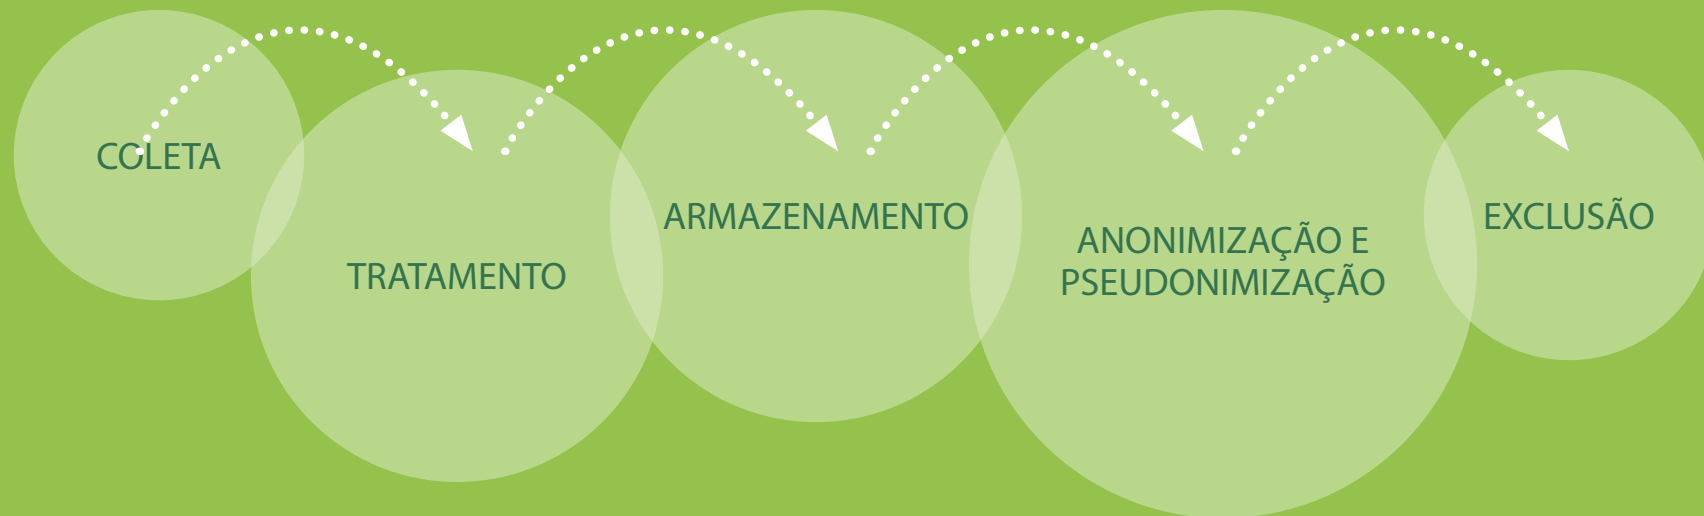 COLETA
TRATAMENTO
ARMAZENAMENTO
ANONIMIZAÇÃO E
PSEUDONIMIZAÇÃO
EXCLUSÃO